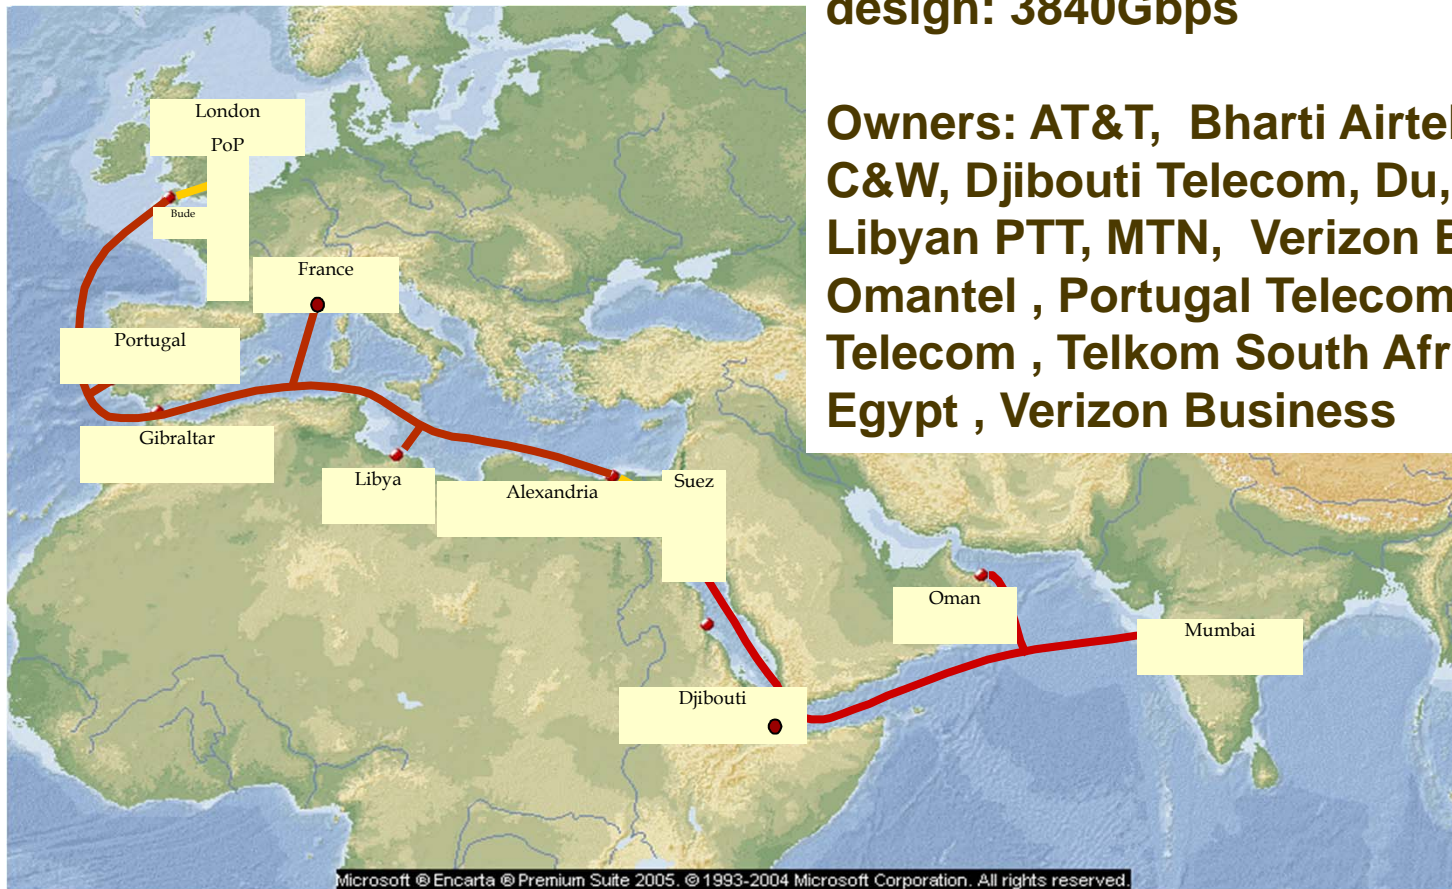 design: 3840Gbps
Owners: AT&T, Bharti Airtel
C&W, Djibouti Telecom, Du,
Libyan PTT, MTN, Verizon
Omantel , Portugal Telecom
Telecom , Telkom South
Egypt , Verizon Business
London
PoP
Bude
France
Portugal
Gibraltar
Libya
Alexandria
Suez
Oman
Mumbai
Djibouti
Microsoft ® Encarta ® Premium Suite 2005. © 1993-2004 Microsoft Corporation. All rights reserved.